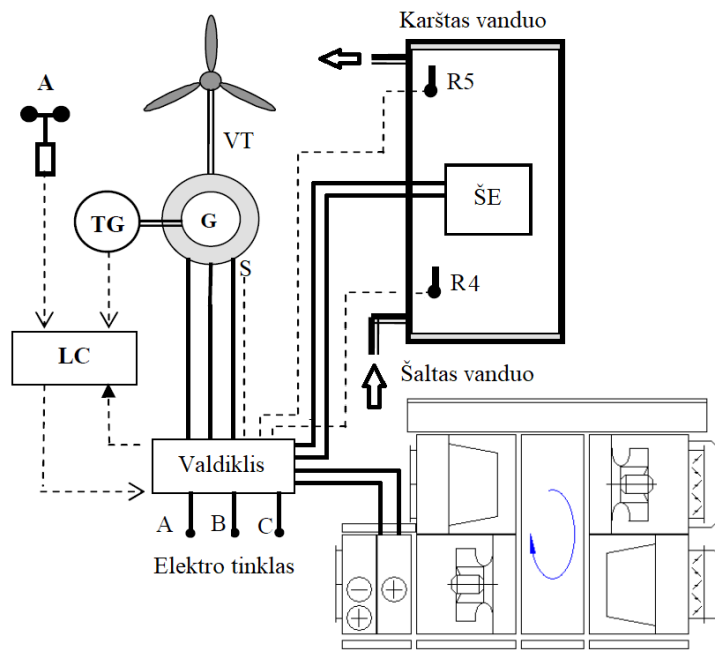 Karštas vanduo
A
R5
VT
ŠE
TG
G
S
R4
LC
Šaltas vanduo
Valdiklis
A
B
C
Elektro tinklas